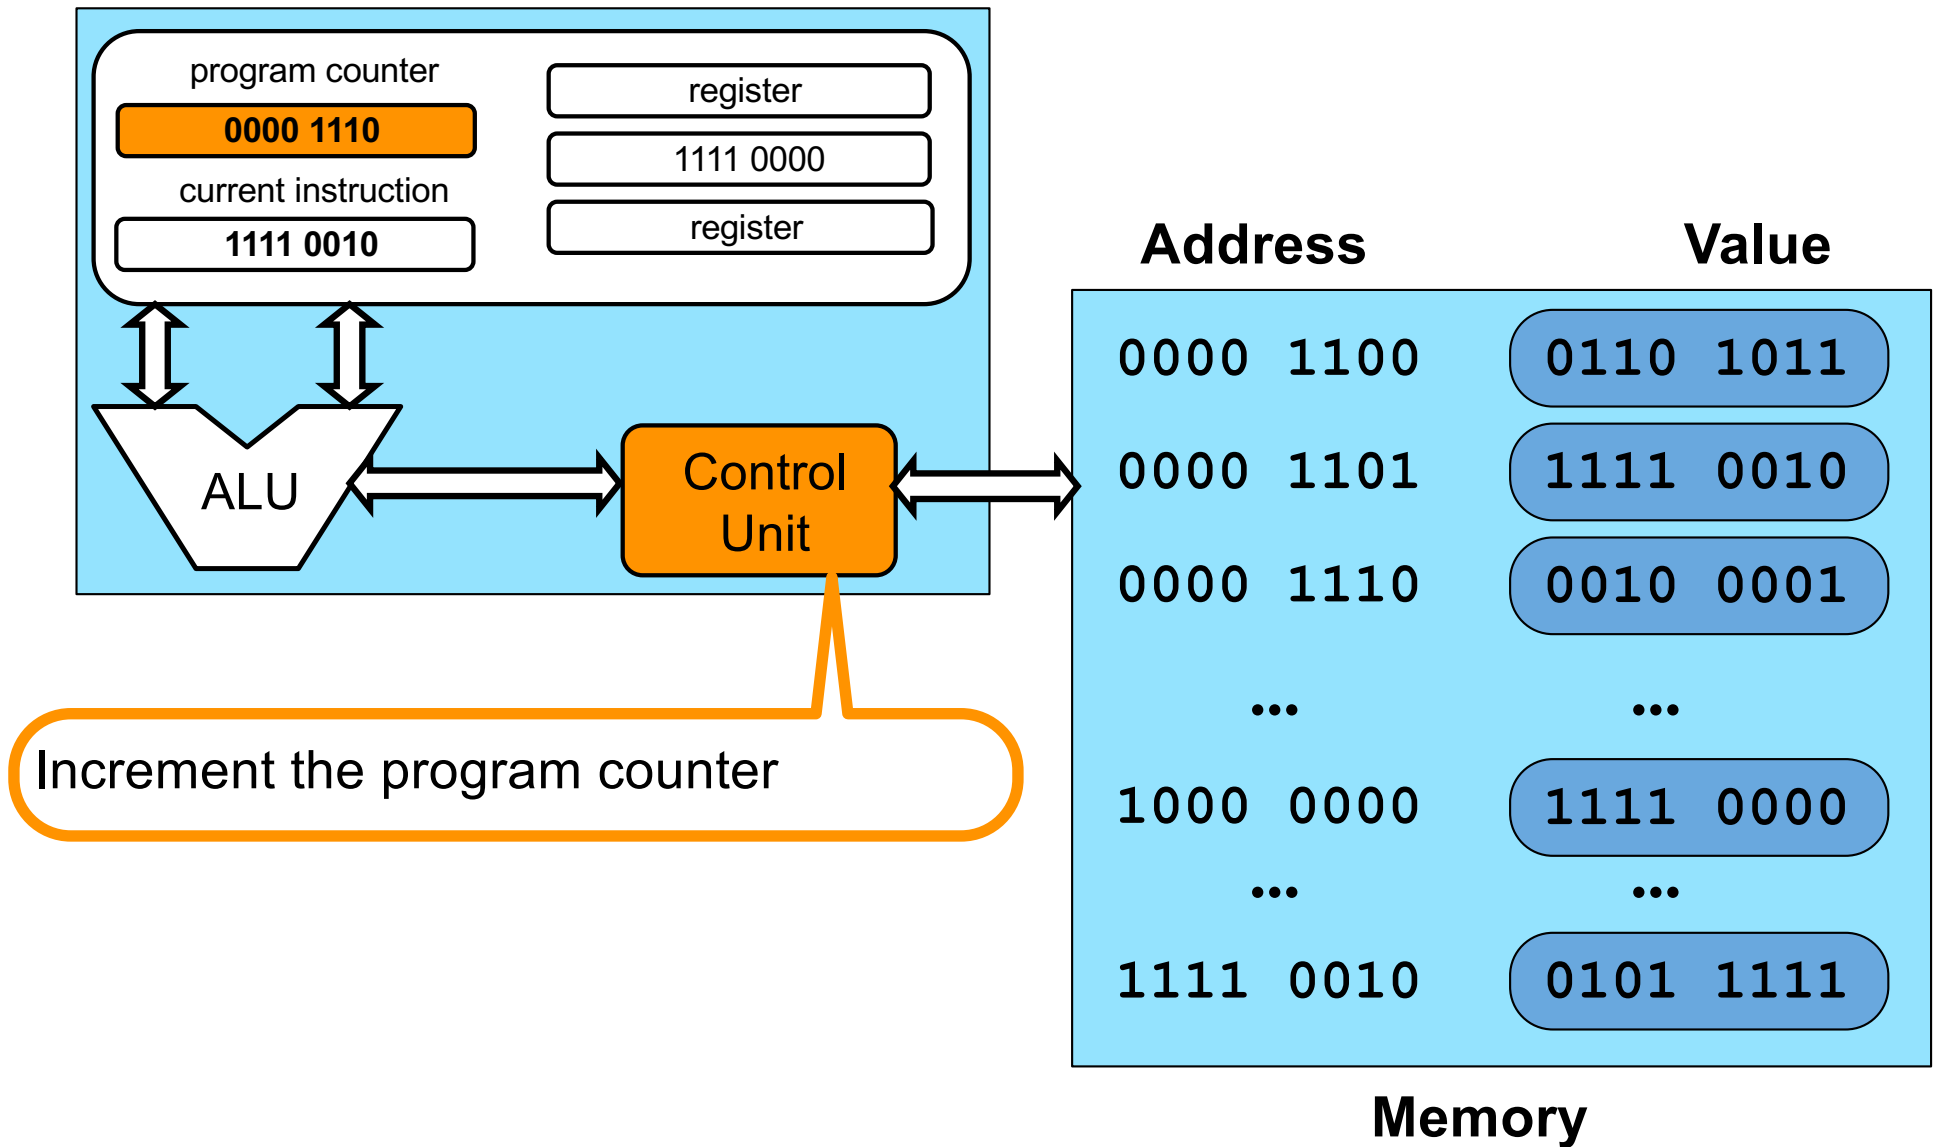 program counter
0000 1110
current instruction
1111 0010
register
1111 0000
register
ALU
Control
Unit
Increment the program counter
Address Value
0000 1100 0110 1011
0000 1101 1111 0010
0000 1110 0010 0001
... ...
1000 0000 1111 0000
... ...
1111 0010 0101 1111
Memory